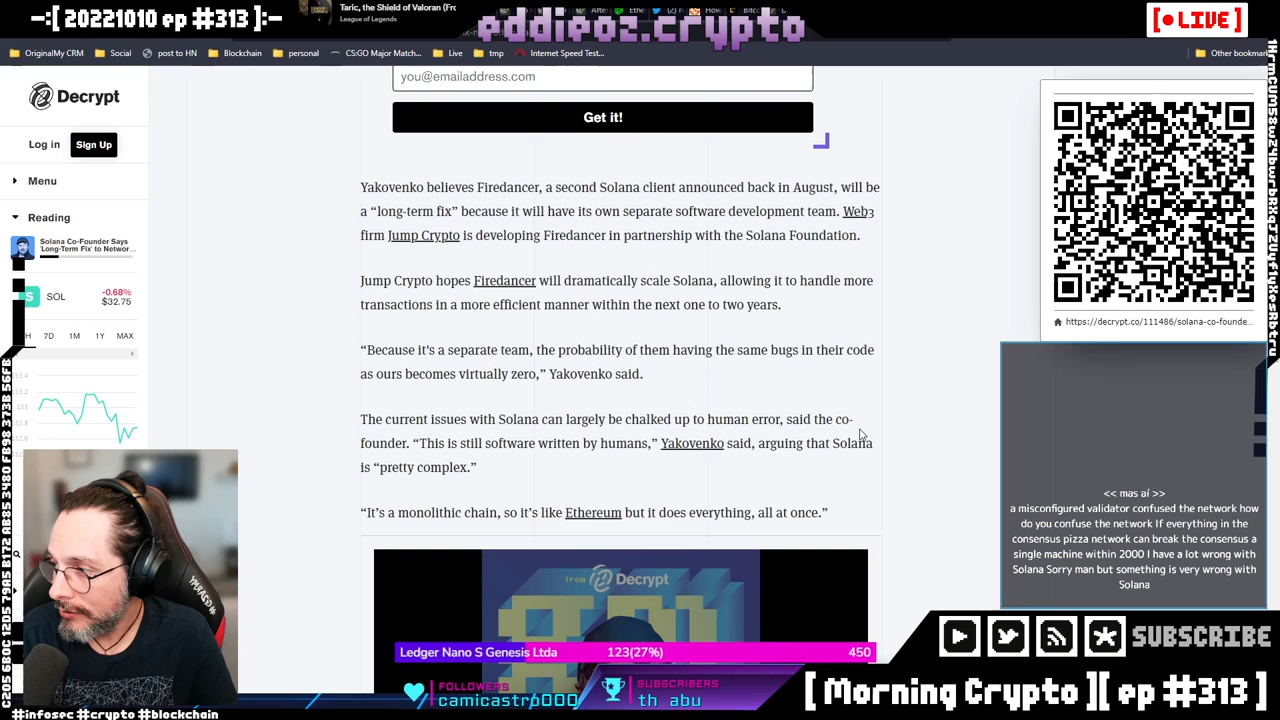 -:[ 20221010 ep #313 ]:-
Taric, the Shield of Valoran (Fr
League of Legends
eddieoz.crypto
[ ● LIVE ]
OriginalMy CRM
Social
post to HN
Blockchain
personal
CS:GO Major Match...
Live
tmp
Internet Speed Test...
Other bookmar
Decrypt
Log in
Sign Up
Menu
Reading
Solana Co-Founder Says
'Long-Term Fix' to Networ...
SOL
-0.68%
$32.75
H
7D
1M
1Y
MAX
you@emailaddress.com
Get it!
Yakovenko believes Firedancer, a second Solana client announced back in August, will be
a “long-term fix” because it will have its own separate software development team. Web3
firm Jump Crypto is developing Firedancer in partnership with the Solana Foundation.
Jump Crypto hopes Firedancer will dramatically scale Solana, allowing it to handle more
transactions in a more efficient manner within the next one to two years.
“Because it's a separate team, the probability of them having the same bugs in their code
as ours becomes virtually zero,” Yakovenko said.
The current issues with Solana can largely be chalked up to human error, said the co-
founder. “This is still software written by humans,” Yakovenko said, arguing that Solana
is “pretty complex.”
“It’s a monolithic chain, so it’s like Ethereum but it does everything, all at once.”
from Decrypt
https://decrypt.co/111486/solana-co-founde...
<< mas aí >>
a misconfigured validator confused the network how
do you confuse the network If everything in the
consensus pizza network can break the consensus a
single machine within 2000 I have a lot wrong with
Solana Sorry man but something is very wrong with
Solana
Ledger Nano S Genesis Ltda
123(27%)
450
SUBSCRIBE
FOLLOWERS
camicastro000
SUBSCRIBERS
th_abu
[ Morning Crypto ][ ep #313 ]
#infosec #crypto #blockchain